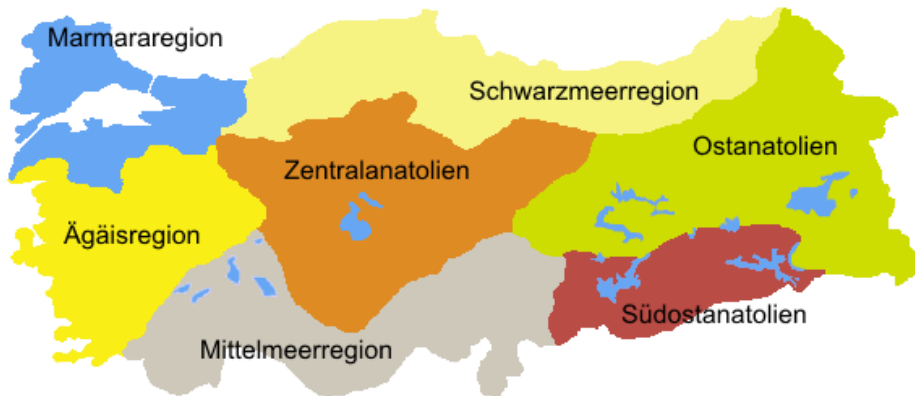 Marmararegion
Schwarzmeerregion
Ostanatolien
Zentralanatolien
Ägäisregion
Südostanatolien
Mittelmeerregion